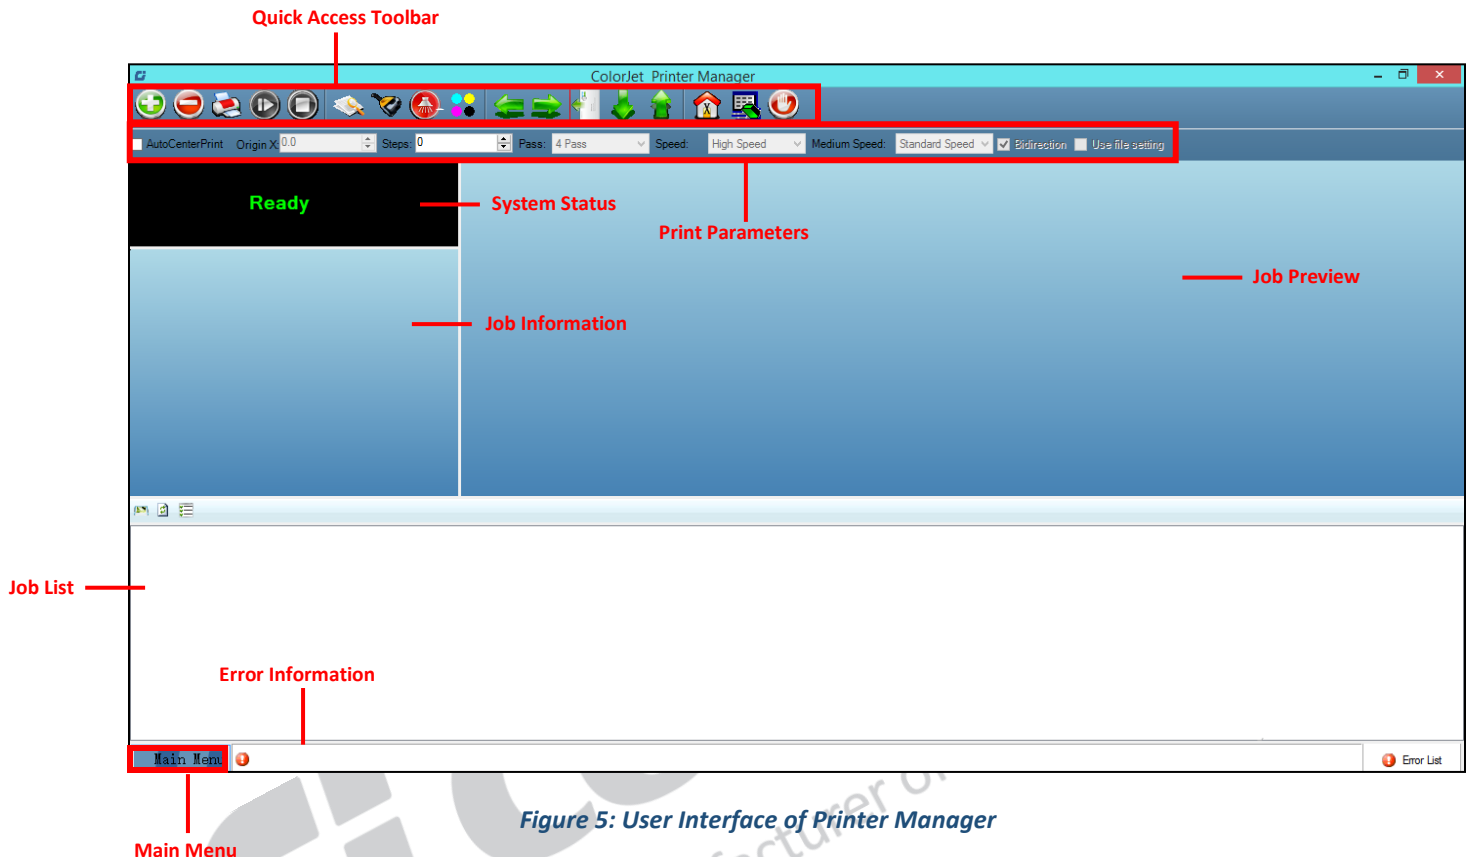 Quick Access Toolbar
ColorJet Printer Manager
AutoCenterPrint Origin X: 0.0 Steps: 0 Pass: 4 Pass Speed: High Speed Medium Speed: Standard Speed Bidirection Use file setting
Ready
System Status
Print Parameters
Job Preview
Job Information
Job List
Error Information
Main Menu
Error List
Figure 5: User Interface of Printer Manager
Main Menu